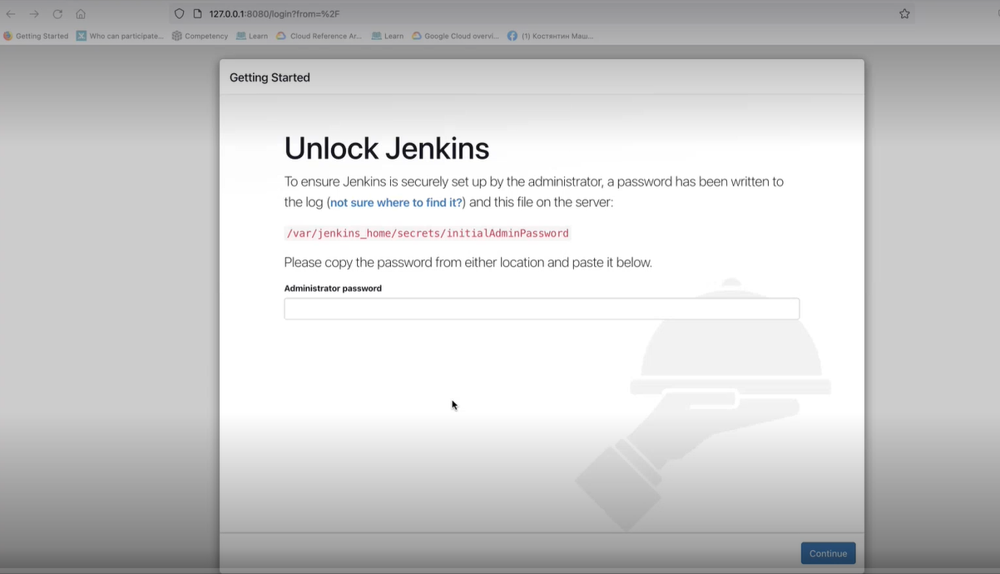 127.0.0.1:8080/login?from=%2F
Getting Started Who can participate... Competency Learn Cloud Reference Ar... Learn Google Cloud overvi... (1) Костянтин Маш...
Getting Started
Unlock Jenkins
To ensure Jenkins is securely set up by the administrator, a password has been written to
the log (not sure where to find it?) and this file on the server:
/var/jenkins_home/secrets/initialAdminPassword
Please copy the password from either location and paste it below.
Administrator password
Continue